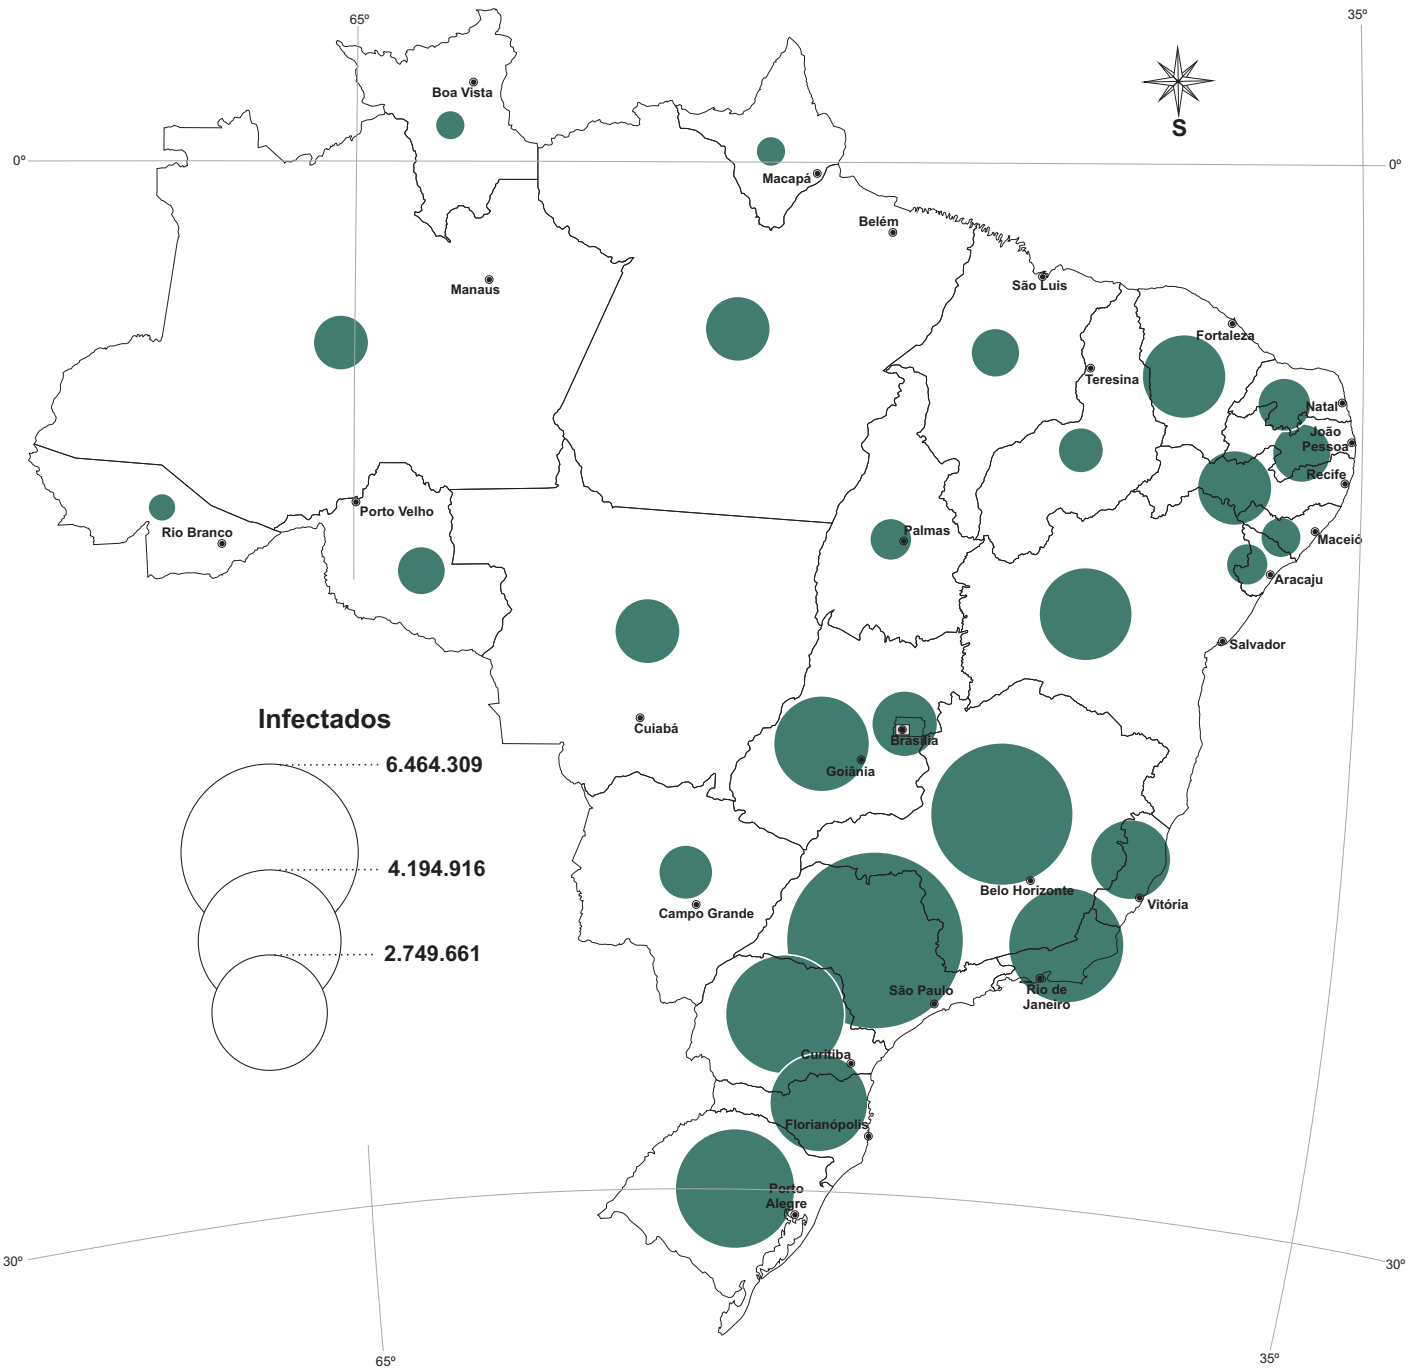 65º
35º
Boa Vista
S
0º
0º
Macapá
Belém
Manaus
São Luis
Fortaleza
Teresina
Natal
João
Pessoa
Recife
Porto Velho
Rio Branco
Palmas
Maceió
Aracaju
Salvador
Infectados
Cuiabá
Brasília
6.464.309
Goiânia
4.194.916
Belo Horizonte
Vitória
Campo Grande
2.749.661
São Paulo
Rio de
Janeiro
Curitiba
Florianópolis
Porto
Alegre
30º
30º
65º
35º